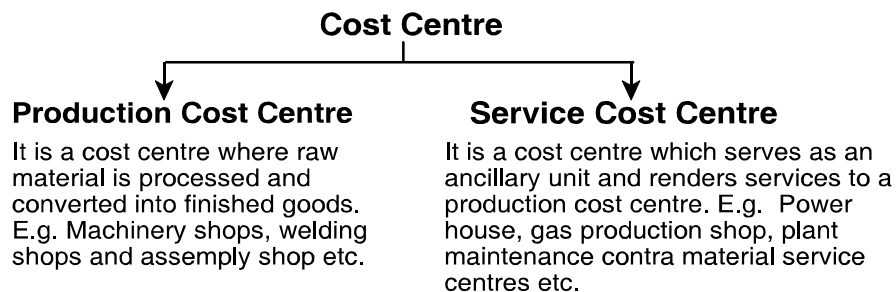 Cost Centre
Production Cost Centre
It is a cost centre where raw
material is processed and
converted into finished goods.
E.g. Machinery shops, welding
shops and assemply shop etc.
Service Cost Centre
It is a cost centre which serves as an
ancillary unit and renders services to a
production cost centre. E.g. Power
house, gas production shop, plant
maintenance contra material service
centres etc.